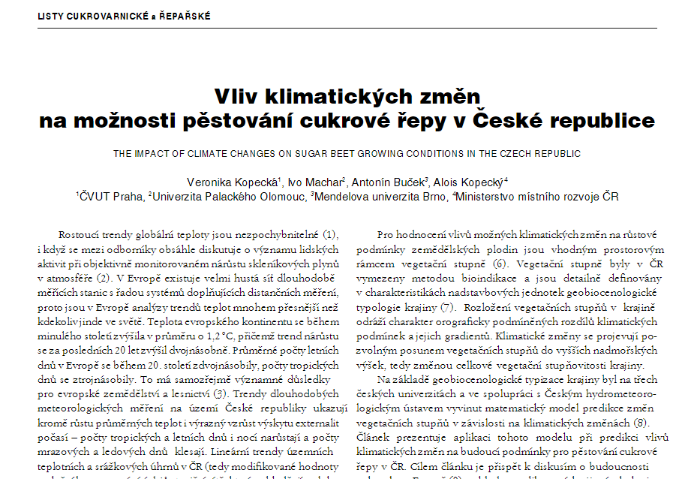 LISTY CUKROVARNICKÉ a ŘEPAŘSKÉ
Vliv klimatických změn
na možnosti pěstování cukrové řepy v České republice
THE IMPACT OF CLIMATE CHANGES ON SUGAR BEET GROWING CONDITIONS IN THE CZECH REPUBLIC
Veronika Kopecká¹, Ivo Machar², Antonín Buček³, Alois Kopecký⁴
¹ČVUT Praha, ²Univerzita Palackého Olomouc, ³Mendelova univerzita Brno, ⁴Ministerstvo místního rozvoje ČR
Rostoucí trendy globální teploty jsou nezpochybnitelné (1),
i když se mezi odborníky obsáhle diskutuje o významu lidských
aktivit při objektivně monitorovaném nárůstu skleníkových plynů
v atmosféře (2). V Evropě existuje velmi hustá síť dlouhodobě
měřících stanic s řadou systémů doplňujících distančních měření,
proto jsou v Evropě analýzy trendů teplot mnohem přesnější než
kdekoliv jinde ve světě. Teplota evropského kontinentu se během
minulého století zvýšila v průměru o 1,2 °C, přičemž trend nárůstu
se za posledních 20 let zvýšil dvojnásobně. Průměrné počty letních
dnů v Evropě se během 20. století zdvojnásobily, počty tropických
dnů se ztrojnásobily. To má samozřejmě významné důsledky
pro evropské zemědělství a lesnictví (3). Trendy dlouhodobých
meteorologických měření na území České republiky ukazují
kromě růstu průměrných teplot i výrazný vzrůst výskytu externalit
počasí – počty tropických a letních dnů i nocí narůstají a počty
mrazových a ledových dnů klesají. Lineární trendy územních
teplotních a srážkových úhrnů v ČR (tedy modifikované hodnoty
Pro hodnocení vlivů možných klimatických změn na růstové
podmínky zemědělských plodin jsou vhodným prostorovým
rámcem vegetační stupně (6). Vegetační stupně byly v ČR
vymezeny metodou bioindikace a jsou detailně definovány
v charakteristikách nadstavbových jednotek geobiocenologické
typologie krajiny (7). Rozložení vegetačních stupňů v krajině
odráží charakter orograficky podmíněných rozdílů klimatických
podmínek a jejich gradientů. Klimatické změny se projevují po-
zvolným posunem vegetačních stupňů do vyšších nadmořských
výšek, tedy změnou celkové vegetační stupňovitosti krajiny.
Na základě geobiocenologické typizace krajiny byl na třech
českých univerzitách a ve spolupráci s Českým hydrometeoro-
logickým ústavem vyvinut matematický model predikce změn
vegetačních stupňů v závislosti na klimatických změnách (8).
Článek prezentuje aplikaci tohoto modelu při predikci vlivů
klimatických změn na budoucí podmínky pro pěstování cukrové
řepy v ČR. Cílem článku je přispět k diskusím o budoucnosti